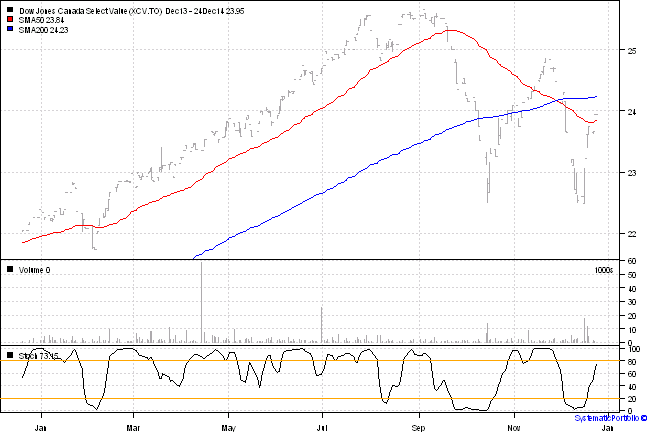 Dow Jones Canada Select Value (XCV.TO) Dec13 - 24Dec14 23.95
SMA50 23.84
SMA200 24.23
25
24
23
22
Volume 0
1000s
60
50
40
30
20
10
0
Stoch 73.15
100
80
60
40
20
0
Jan Mar May Jul Sep Nov Jan
SystematicPortfolio ©